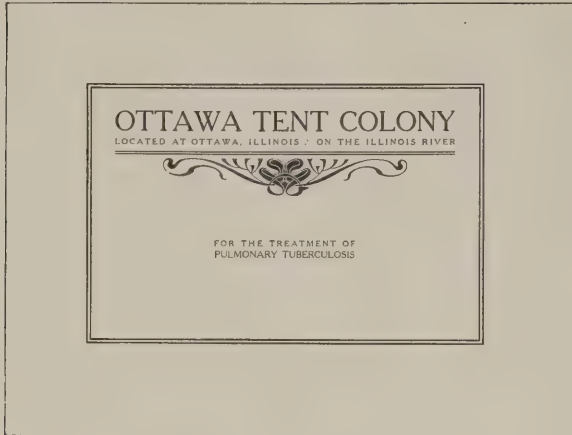 OTTAWA TENT COLONY
LOCATED AT OTTAWA, ILLINOIS : ON THE ILLINOIS RIVER
FOR THE TREATMENT OF
PULMONARY TUBERCULOSIS